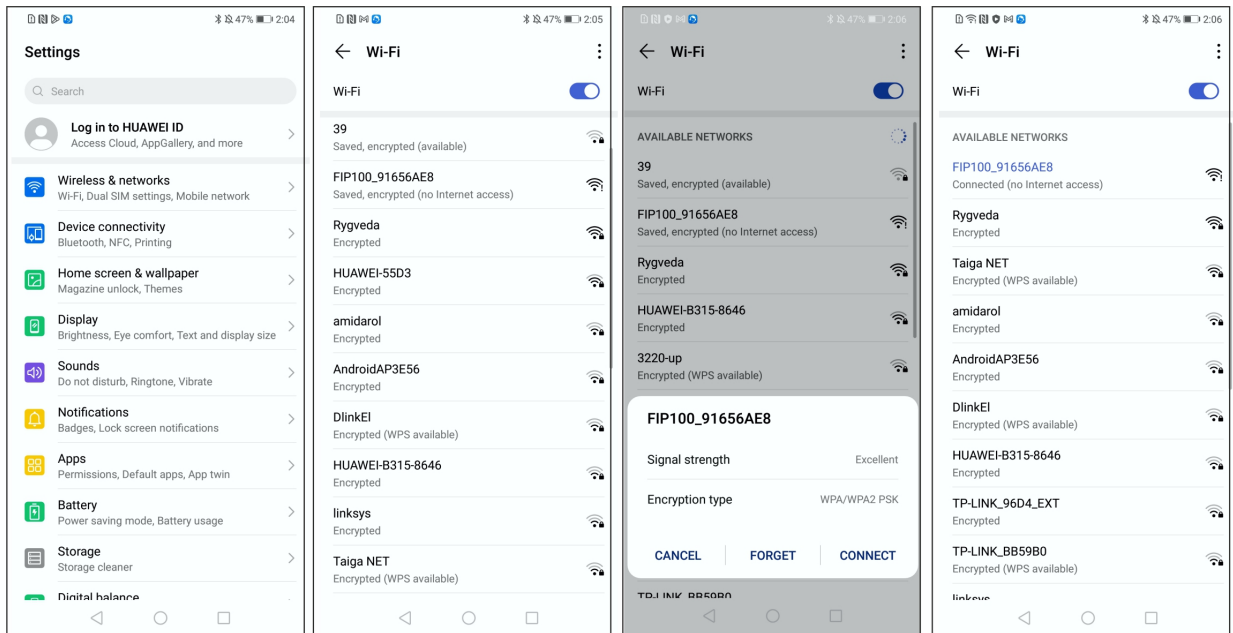 47% 2:04
Settings
Search
Log in to HUAWEI ID
Access Cloud, AppGallery, and more
Wireless & networks
Wi-Fi, Dual SIM settings, Mobile network
Device connectivity
Bluetooth, NFC, Printing
Home screen & wallpaper
Magazine unlock, Themes
Display
Brightness, Eye comfort, Text and display size
Sounds
Do not disturb, Ringtone, Vibrate
Notifications
Badges, Lock screen notifications
Apps
Permissions, Default apps, App twin
Battery
Power saving mode, Battery usage
Storage
Storage cleaner
Digital balance
47% 2:05
Wi-Fi
Wi-Fi
39
Saved, encrypted (available)
FIP100_91656AE8
Saved, encrypted (no Internet access)
Rygveda
Encrypted
HUAWEI-55D3
Encrypted
amidarol
Encrypted
AndroidAP3E56
Encrypted
DlinkEl
Encrypted (WPS available)
HUAWEI-B315-8646
Encrypted
linksys
Encrypted
Taiga NET
Encrypted (WPS available)
47% 2:06
Wi-Fi
Wi-Fi
AVAILABLE NETWORKS
39
Saved, encrypted (available)
FIP100_91656AE8
Saved, encrypted (no Internet access)
Rygveda
Encrypted
HUAWEI-B315-8646
Encrypted
3220-up
Encrypted (WPS available)
FIP100_91656AE8
Signal strength Excellent
Encryption type WPA/WPA2 PSK
CANCEL FORGET CONNECT
TP-LINK_BB59B0
47% 2:06
Wi-Fi
Wi-Fi
AVAILABLE NETWORKS
FIP100_91656AE8
Connected (no Internet access)
Rygveda
Encrypted
Taiga NET
Encrypted (WPS available)
amidarol
Encrypted
AndroidAP3E56
Encrypted
DlinkEl
Encrypted (WPS available)
HUAWEI-B315-8646
Encrypted
TP-LINK_96D4_EXT
Encrypted
TP-LINK_BB59B0
Encrypted (WPS available)
linksys